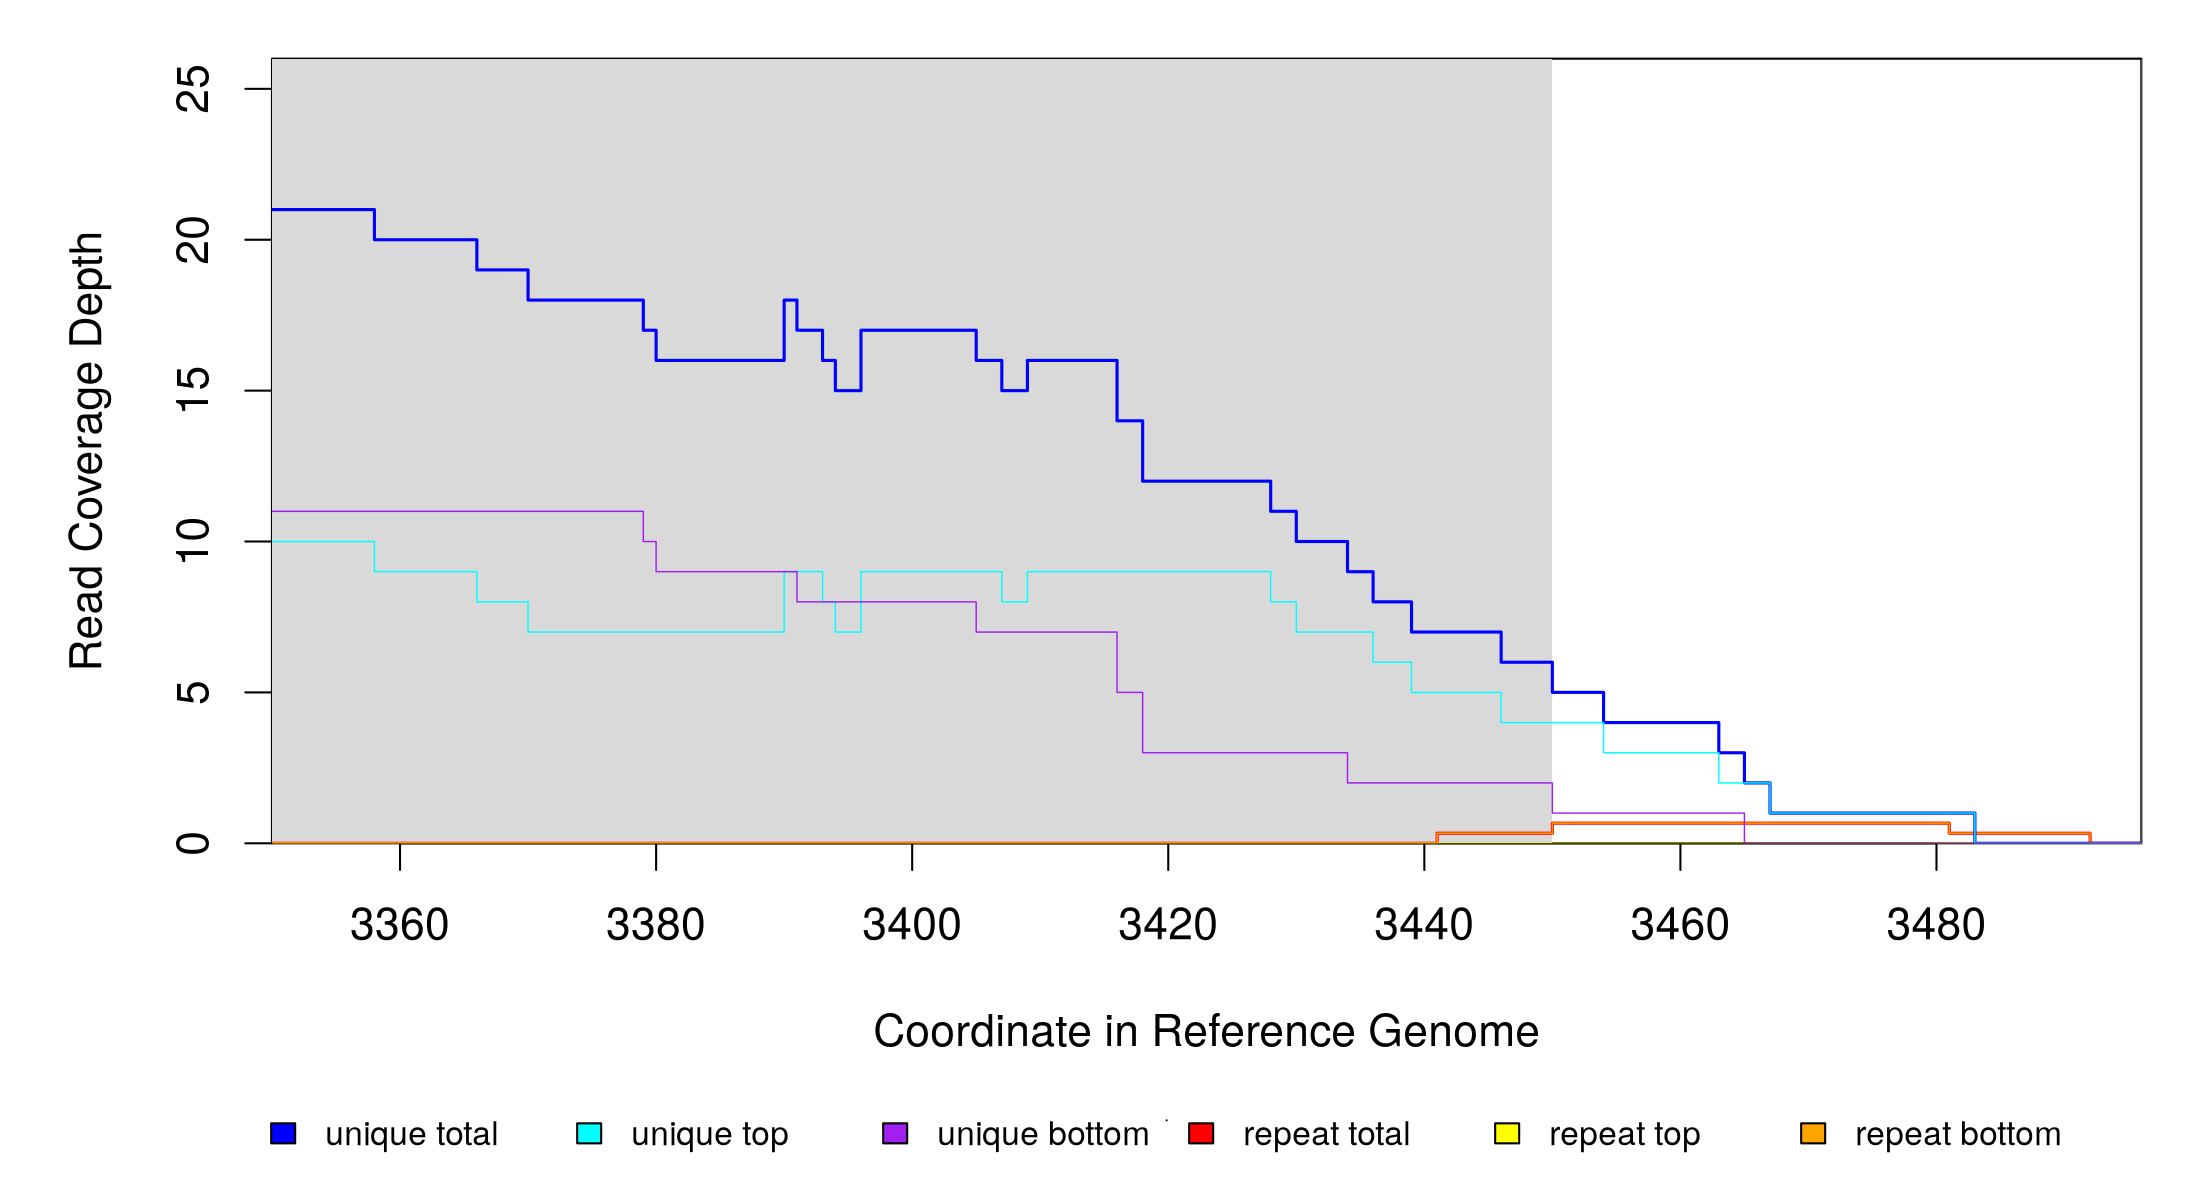 Read Coverage Depth
25
20
15
10
5
0
3360 3380 3400 3420 3440 3460 3480
Coordinate in Reference Genome
unique total unique top unique bottom repeat total repeat top repeat bottom